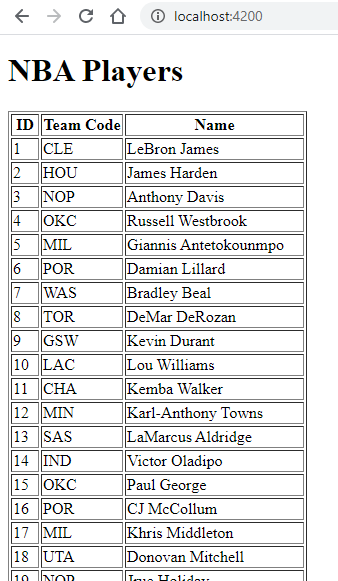 localhost:4200
NBA Players
ID Team Code Name
1 CLE LeBron James
2 HOU James Harden
3 NOP Anthony Davis
4 OKC Russell Westbrook
5 MIL Giannis Antetokounmpo
6 POR Damian Lillard
7 WAS Bradley Beal
8 TOR DeMar DeRozan
9 GSW Kevin Durant
10 LAC Lou Williams
11 CHA Kemba Walker
12 MIN Karl-Anthony Towns
13 SAS LaMarcus Aldridge
14 IND Victor Oladipo
15 OKC Paul George
16 POR CJ McCollum
17 MIL Khris Middleton
18 UTA Donovan Mitchell
19 NOP Jrue Holiday